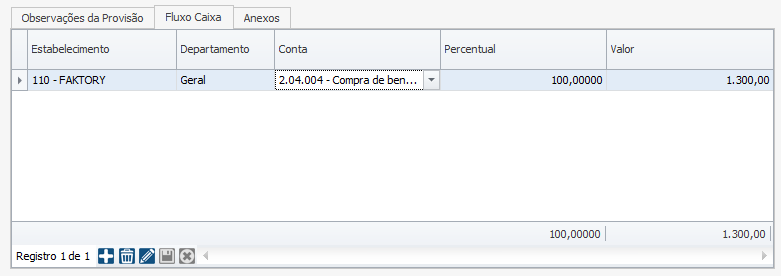 Observações da Provisão Fluxo Caixa Anexos
Estabelecimento Departamento Conta Percentual Valor
110 - FAKTORY Geral 2.04.004 - Compra de ben... 100,00000 1.300,00
100,00000 1.300,00
Registro 1 de 1